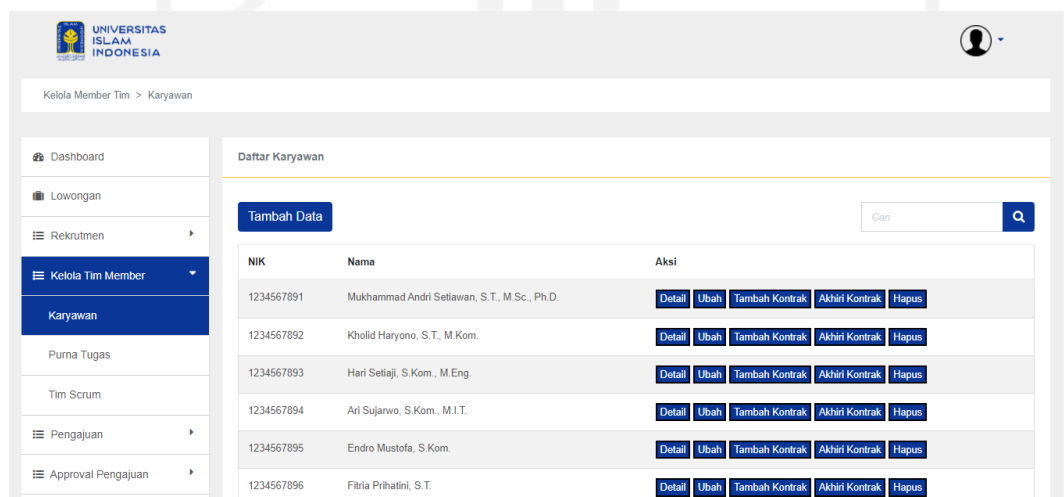 UNIVERSITAS
ISLAM
INDONESIA
Kelola Member Tim > Karyawan
Dashboard
Lowongan
Rekrutmen
Kelola Tim Member
Karyawan
Purna Tugas
Tim Scrum
Pengajuan
Approval Pengajuan
Daftar Karyawan
Tambah Data
Cari
NIK Nama Aksi
1234567891 Mukhammad Andri Setiawan, S.T., M.Sc., Ph.D. Detail Ubah Tambah Kontrak Akhiri Kontrak Hapus
1234567892 Kholid Haryono, S.T., M.Kom. Detail Ubah Tambah Kontrak Akhiri Kontrak Hapus
1234567893 Hari Setiaji, S.Kom., M.Eng. Detail Ubah Tambah Kontrak Akhiri Kontrak Hapus
1234567894 Ari Sujarwo, S.Kom., M.I.T. Detail Ubah Tambah Kontrak Akhiri Kontrak Hapus
1234567895 Endro Mustofa, S.Kom. Detail Ubah Tambah Kontrak Akhiri Kontrak Hapus
1234567896 Fitria Prihatini, S.T. Detail Ubah Tambah Kontrak Akhiri Kontrak Hapus